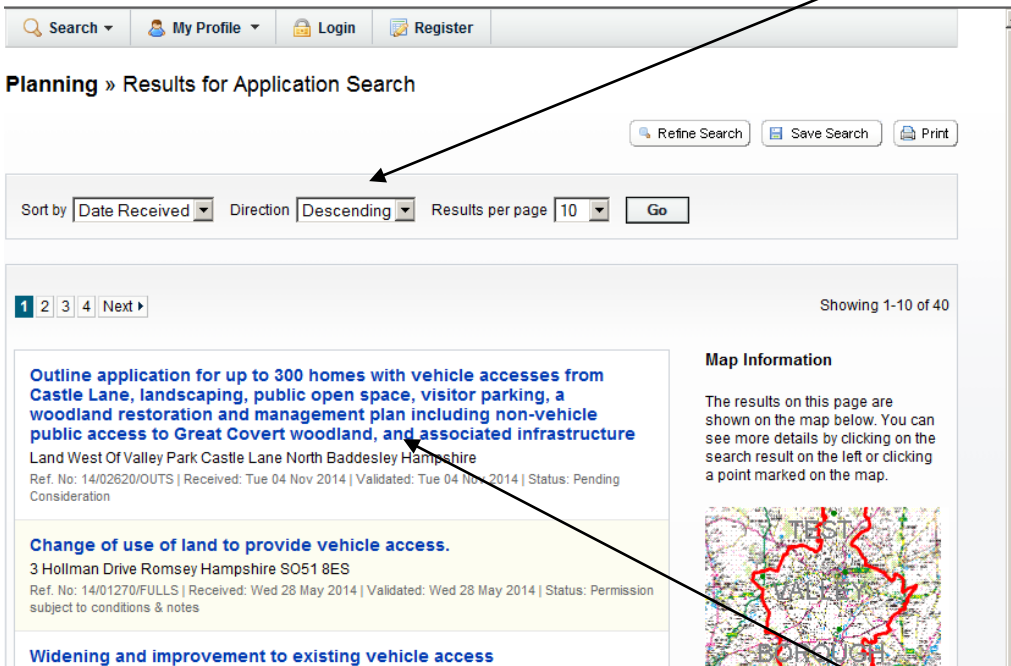 Search My Profile Login Register
Planning » Results for Application Search
Refine Search Save Search Print
Sort by Date Received Direction Descending Results per page 10 Go
1 2 3 4 Next Showing 1-10 of 40
Outline application for up to 300 homes with vehicle accesses from
Castle Lane, landscaping, public open space, visitor parking, a
woodland restoration and management plan including non-vehicle
public access to Great Covert woodland, and associated infrastructure
Land West Of Valley Park Castle Lane North Baddesley Hampshire
Ref. No: 14/02620/OUTS | Received: Tue 04 Nov 2014 | Validated: Tue 04 Nov 2014 | Status: Pending
Consideration
Change of use of land to provide vehicle access.
3 Hollman Drive Romsey Hampshire SO51 8ES
Ref. No: 14/01270/FULLS | Received: Wed 28 May 2014 | Validated: Wed 28 May 2014 | Status: Permission
subject to conditions & notes
Widening and improvement to existing vehicle access
Map Information
The results on this page are
shown on the map below. You can
see more details by clicking on the
search result on the left or clicking
a point marked on the map.
TEST
VALLEY
BOROUGH